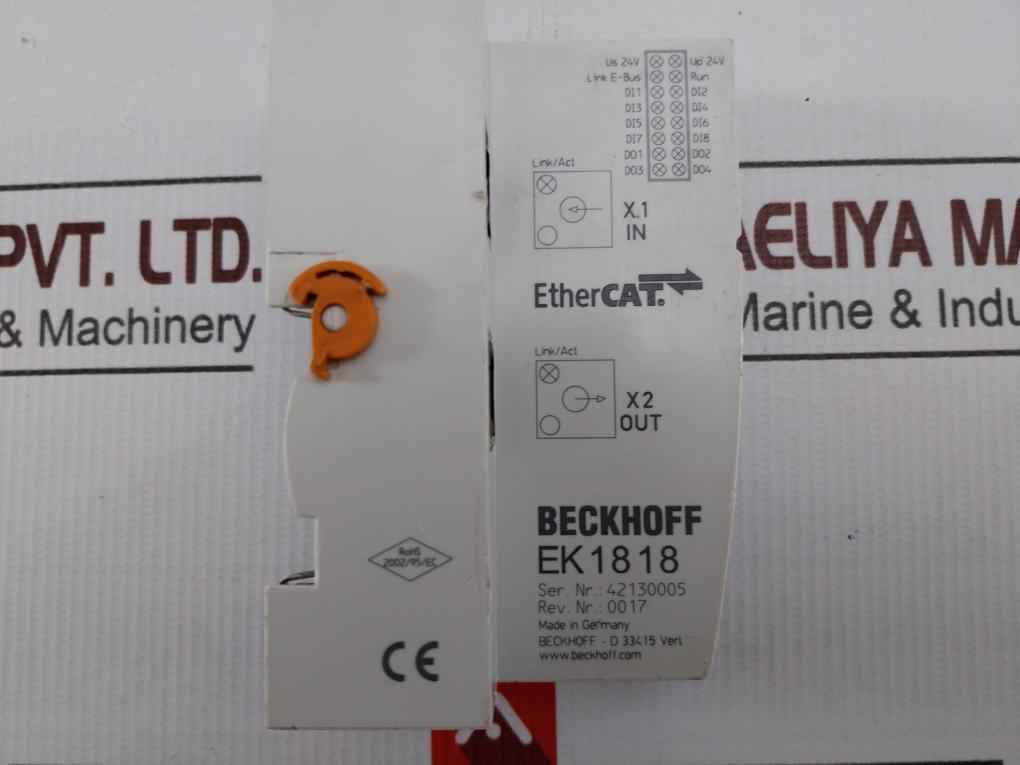 Us 24V Up 24V
Link E-Bus Run
DI1 DI2
DI3 DI4
DI5 DI6
DI7 DI8
DO1 DO2
DO3 DO4
Link/Act
X1
IN
EtherCAT.
Link/Act
X2
OUT
BECKHOFF
EK1818
Ser. Nr.: 42130005
Rev. Nr.: 0017
Made in Germany
BECKHOFF - D 33415 Verl
www.beckhoff.com
RoHS
2002/95/EC
CE
PVT. LTD.
& Machinery
AELIYA MA
Marine & Indu